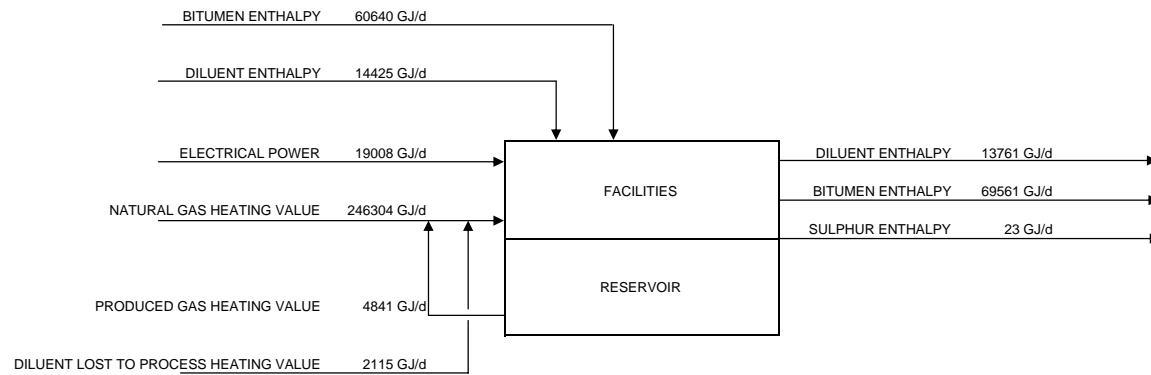 BITUMEN ENTHALPY 60640 GJ/d
DILUENT ENTHALPY 14425 GJ/d
ELECTRICAL POWER 19008 GJ/d
DILUENT ENTHALPY 13761 GJ/d
FACILITIES
BITUMEN ENTHALPY 69561 GJ/d
NATURAL GAS HEATING VALUE 246304 GJ/d
SULPHUR ENTHALPY 23 GJ/d
RESERVOIR
PRODUCED GAS HEATING VALUE 4841 GJ/d
DILUENT LOST TO PROCESS HEATING VALUE 2115 GJ/d